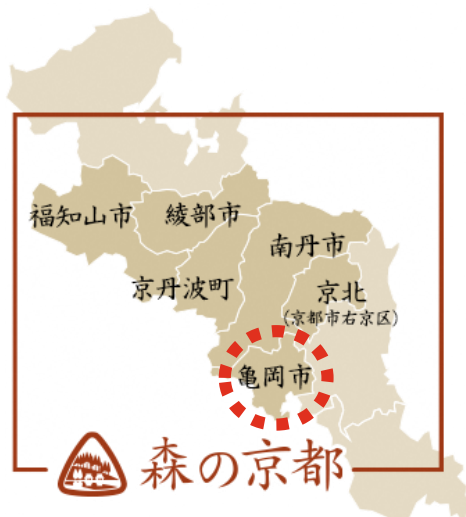 福知山市
綾部市
南丹市
京丹波町
京北
(京都市右京区)
亀岡市
森の京都